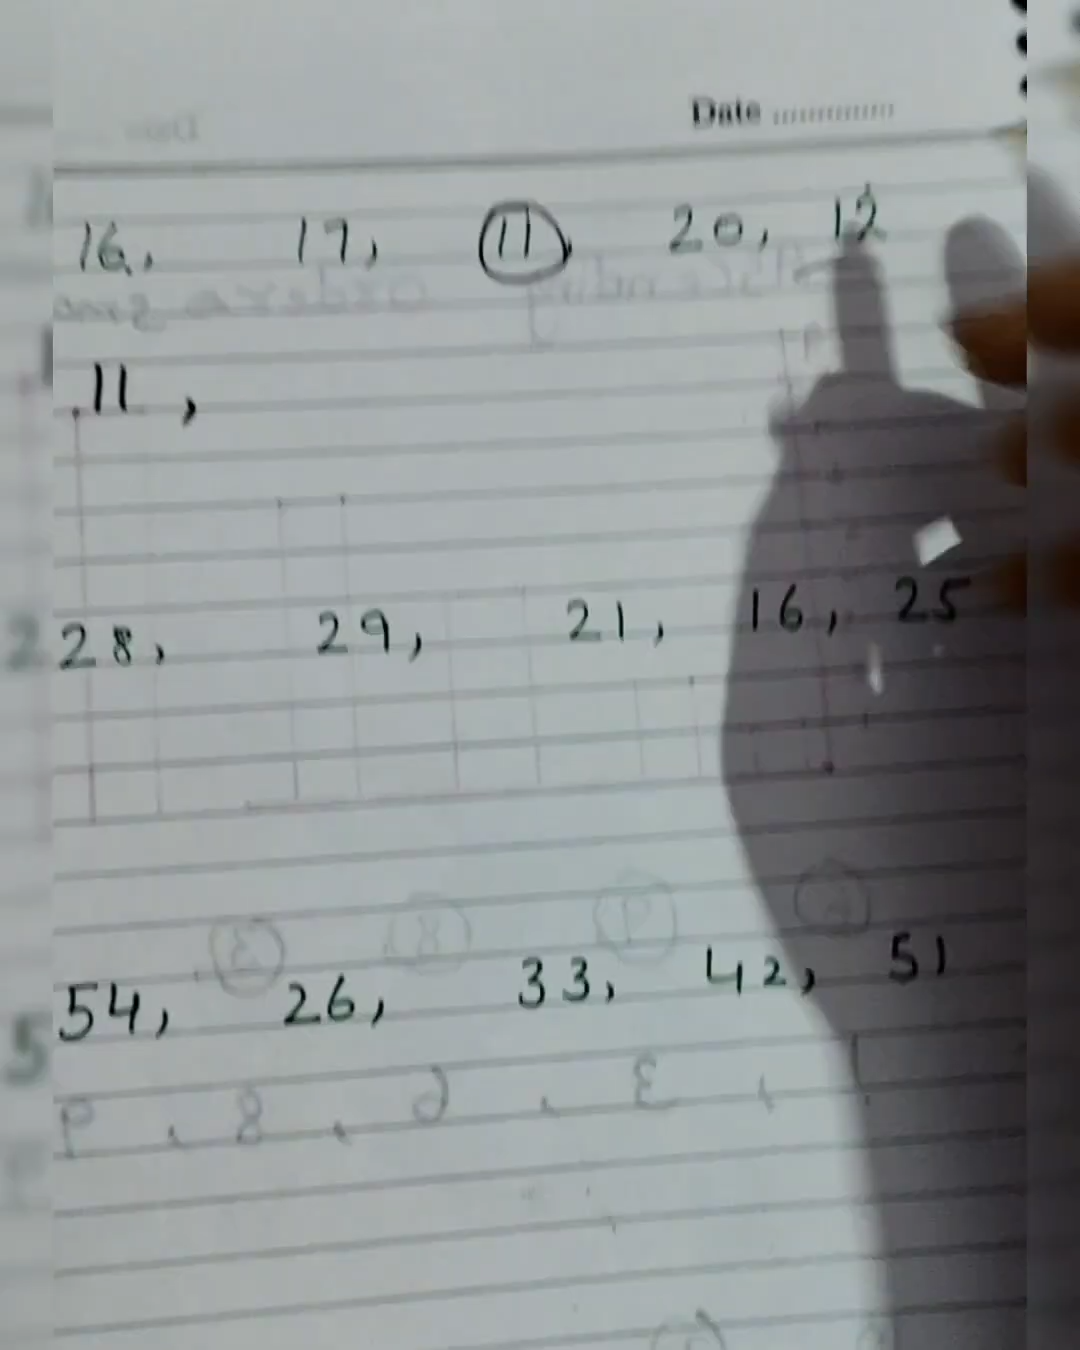 Date ...............
16, 17, 11, 20, 12
11 ,
28, 29, 21, 16, 25
54, 26, 33, 42, 51